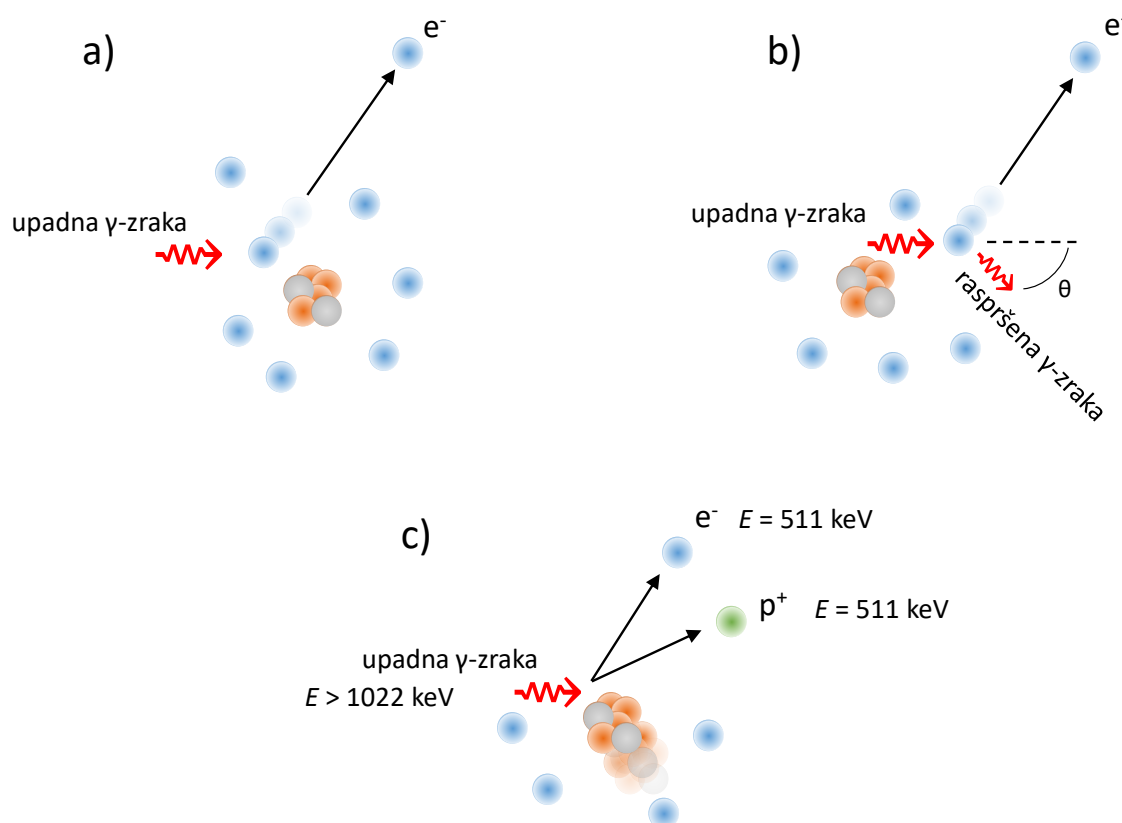 a)
e⁻
upadna γ-zraka
b)
e⁻
upadna γ-zraka
θ
raspršena γ-zraka
c)
e⁻ E = 511 keV
p⁺ E = 511 keV
upadna γ-zraka
E > 1022 keV